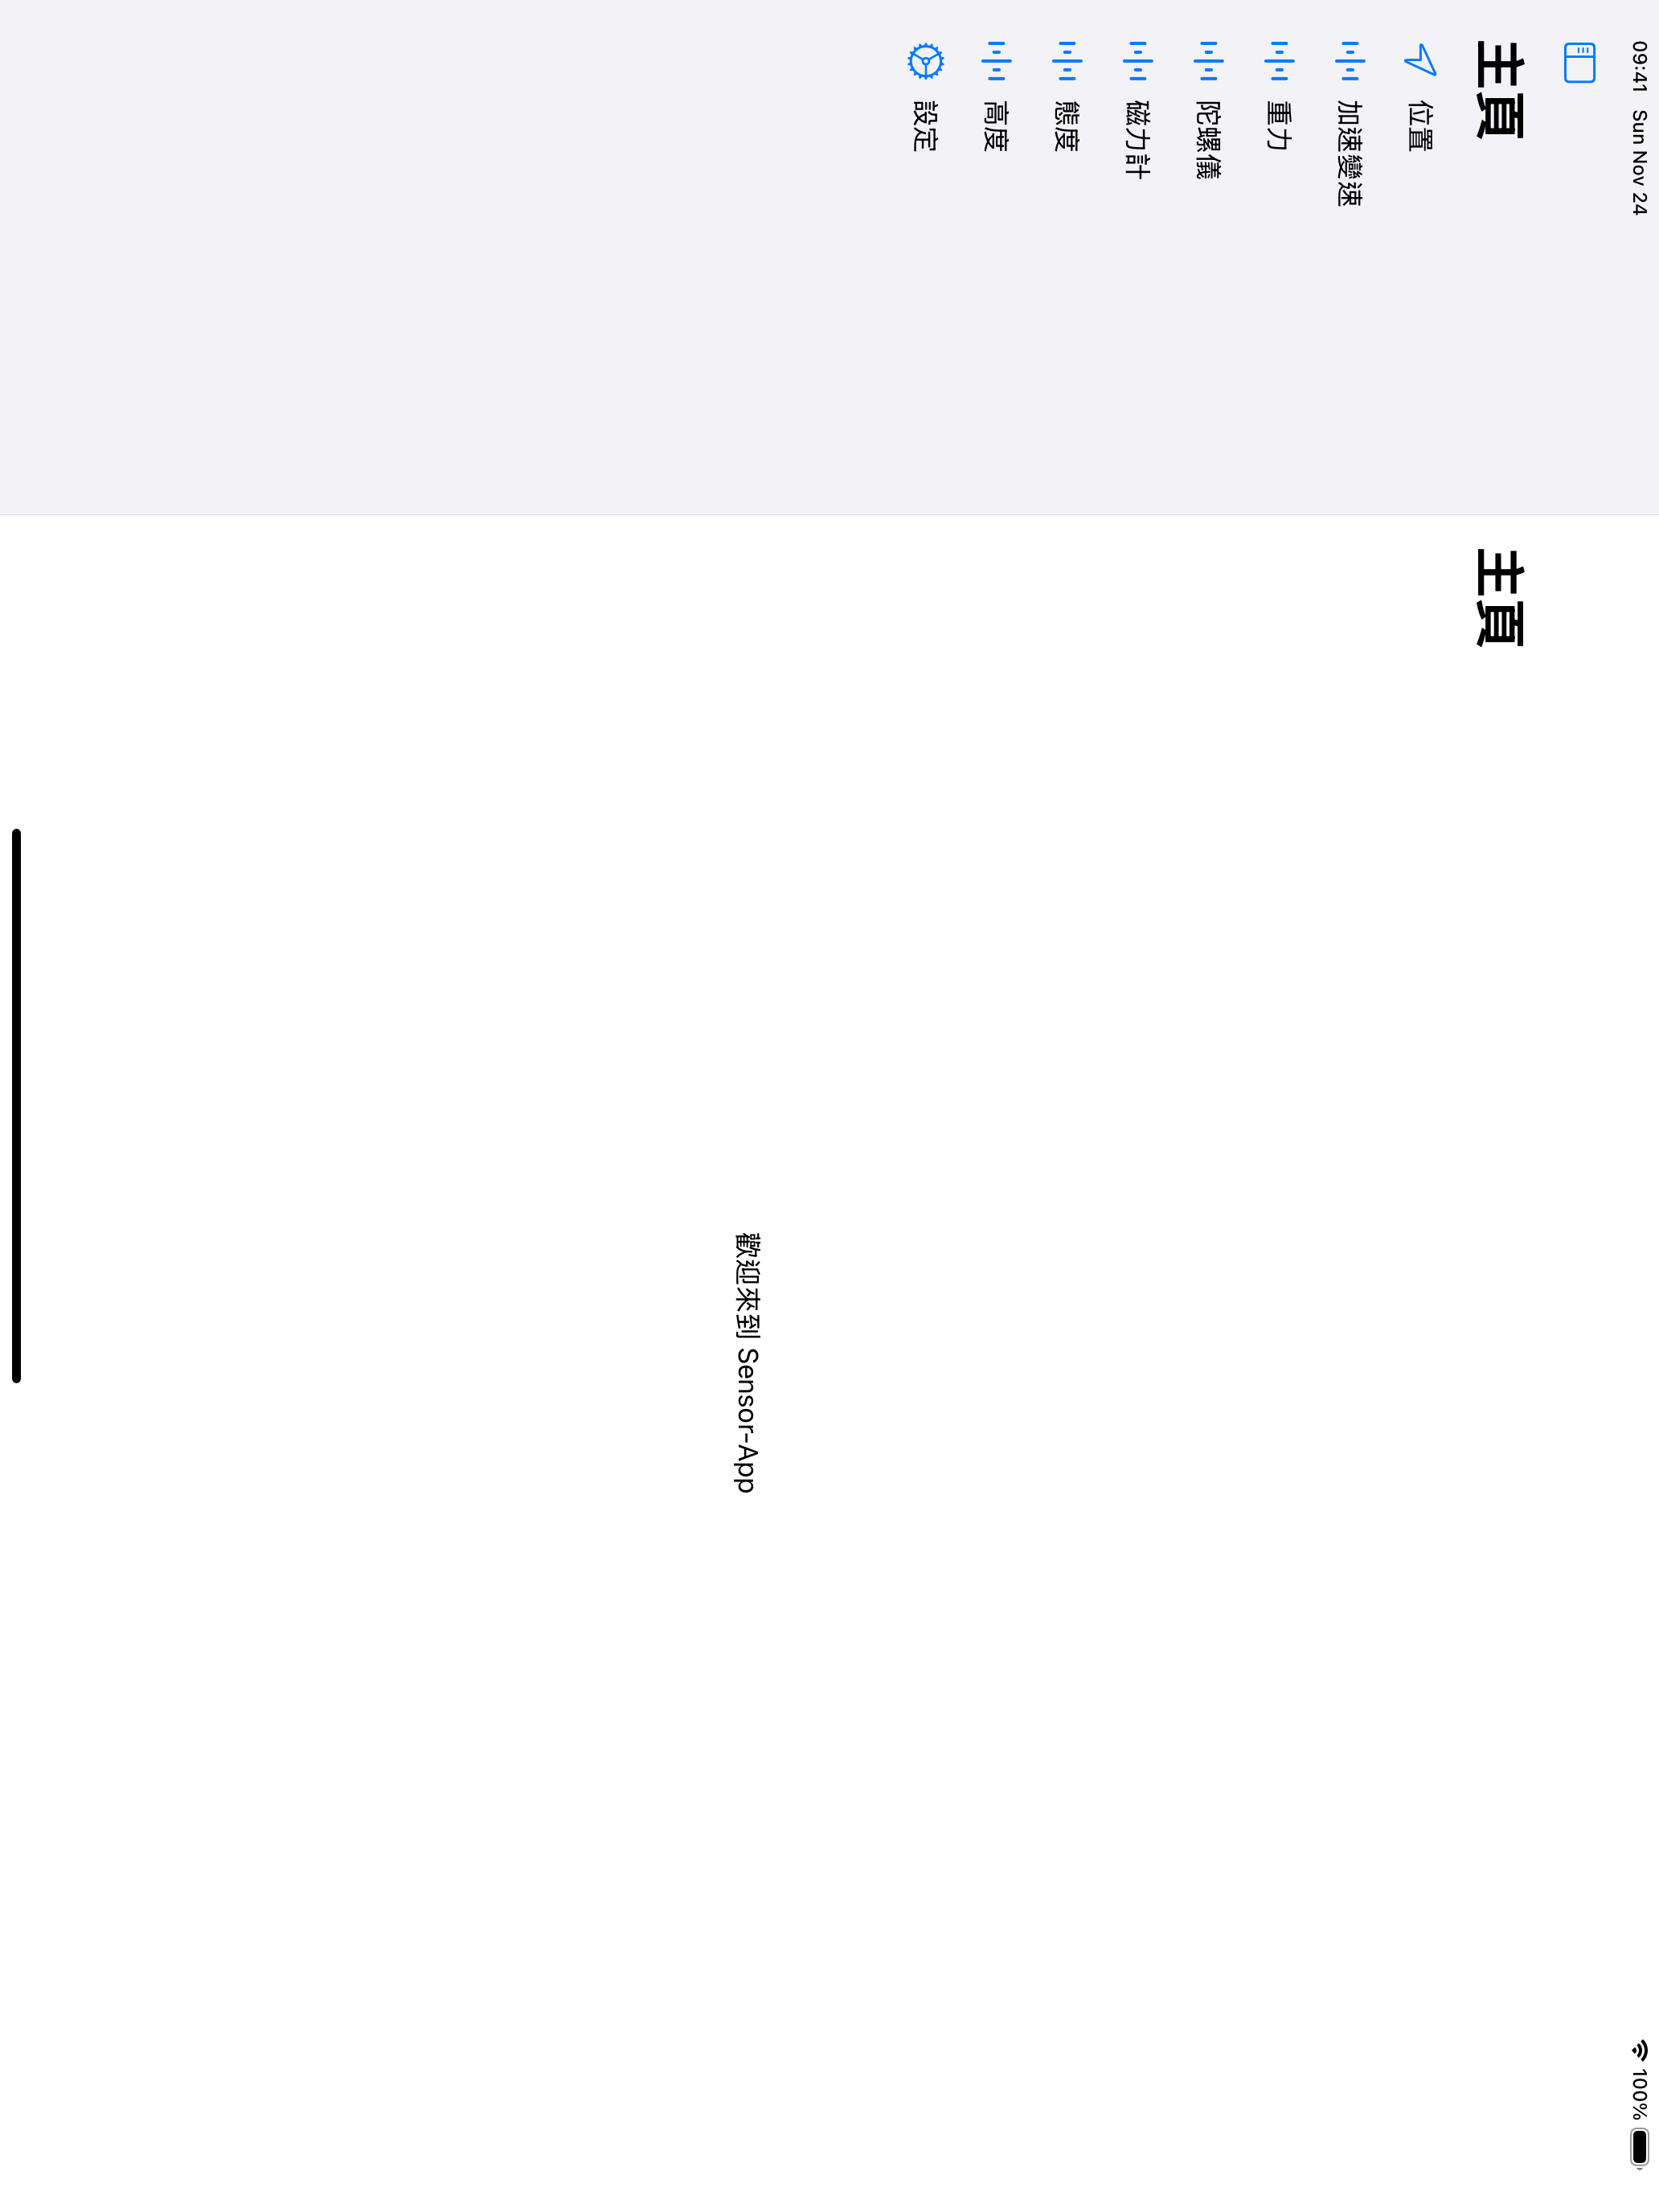 09:41 Sun Nov 24
100%
主頁
位置
加速變速
重力
陀螺儀
磁力計
態度
高度
設定
主頁
歡迎來到 Sensor-App